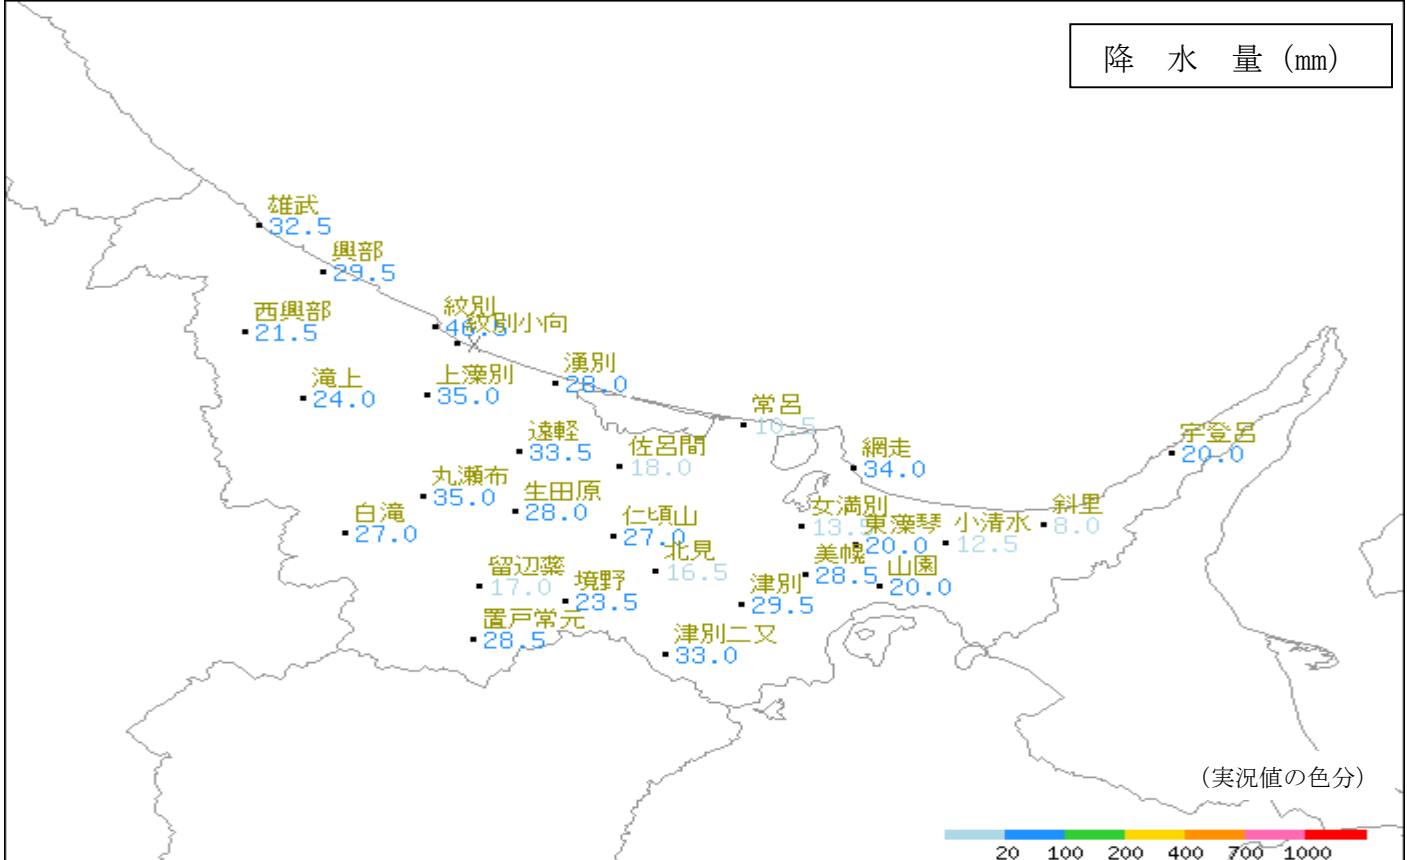 降 水 量 (mm)
雄武
32.5
興部
29.5
西興部
21.5
紋別
46.5
紋別小向
滝上
24.0
上藻別
35.0
湧別
28.0
常呂
10.5
遠軽
33.5
佐呂間
18.0
網走
34.0
宇登呂
20.0
丸瀬布
35.0
生田原
28.0
白滝
27.0
仁頃山
27.0
女満別
13.5
東藻琴
20.0
小清水
12.5
斜里
8.0
北見
16.5
美幌
28.5
山園
20.0
留辺蘂
17.0
境野
23.5
津別
29.5
置戸常元
28.5
津別二又
33.0
(実況値の色分)
20 100 200 400 700 1000